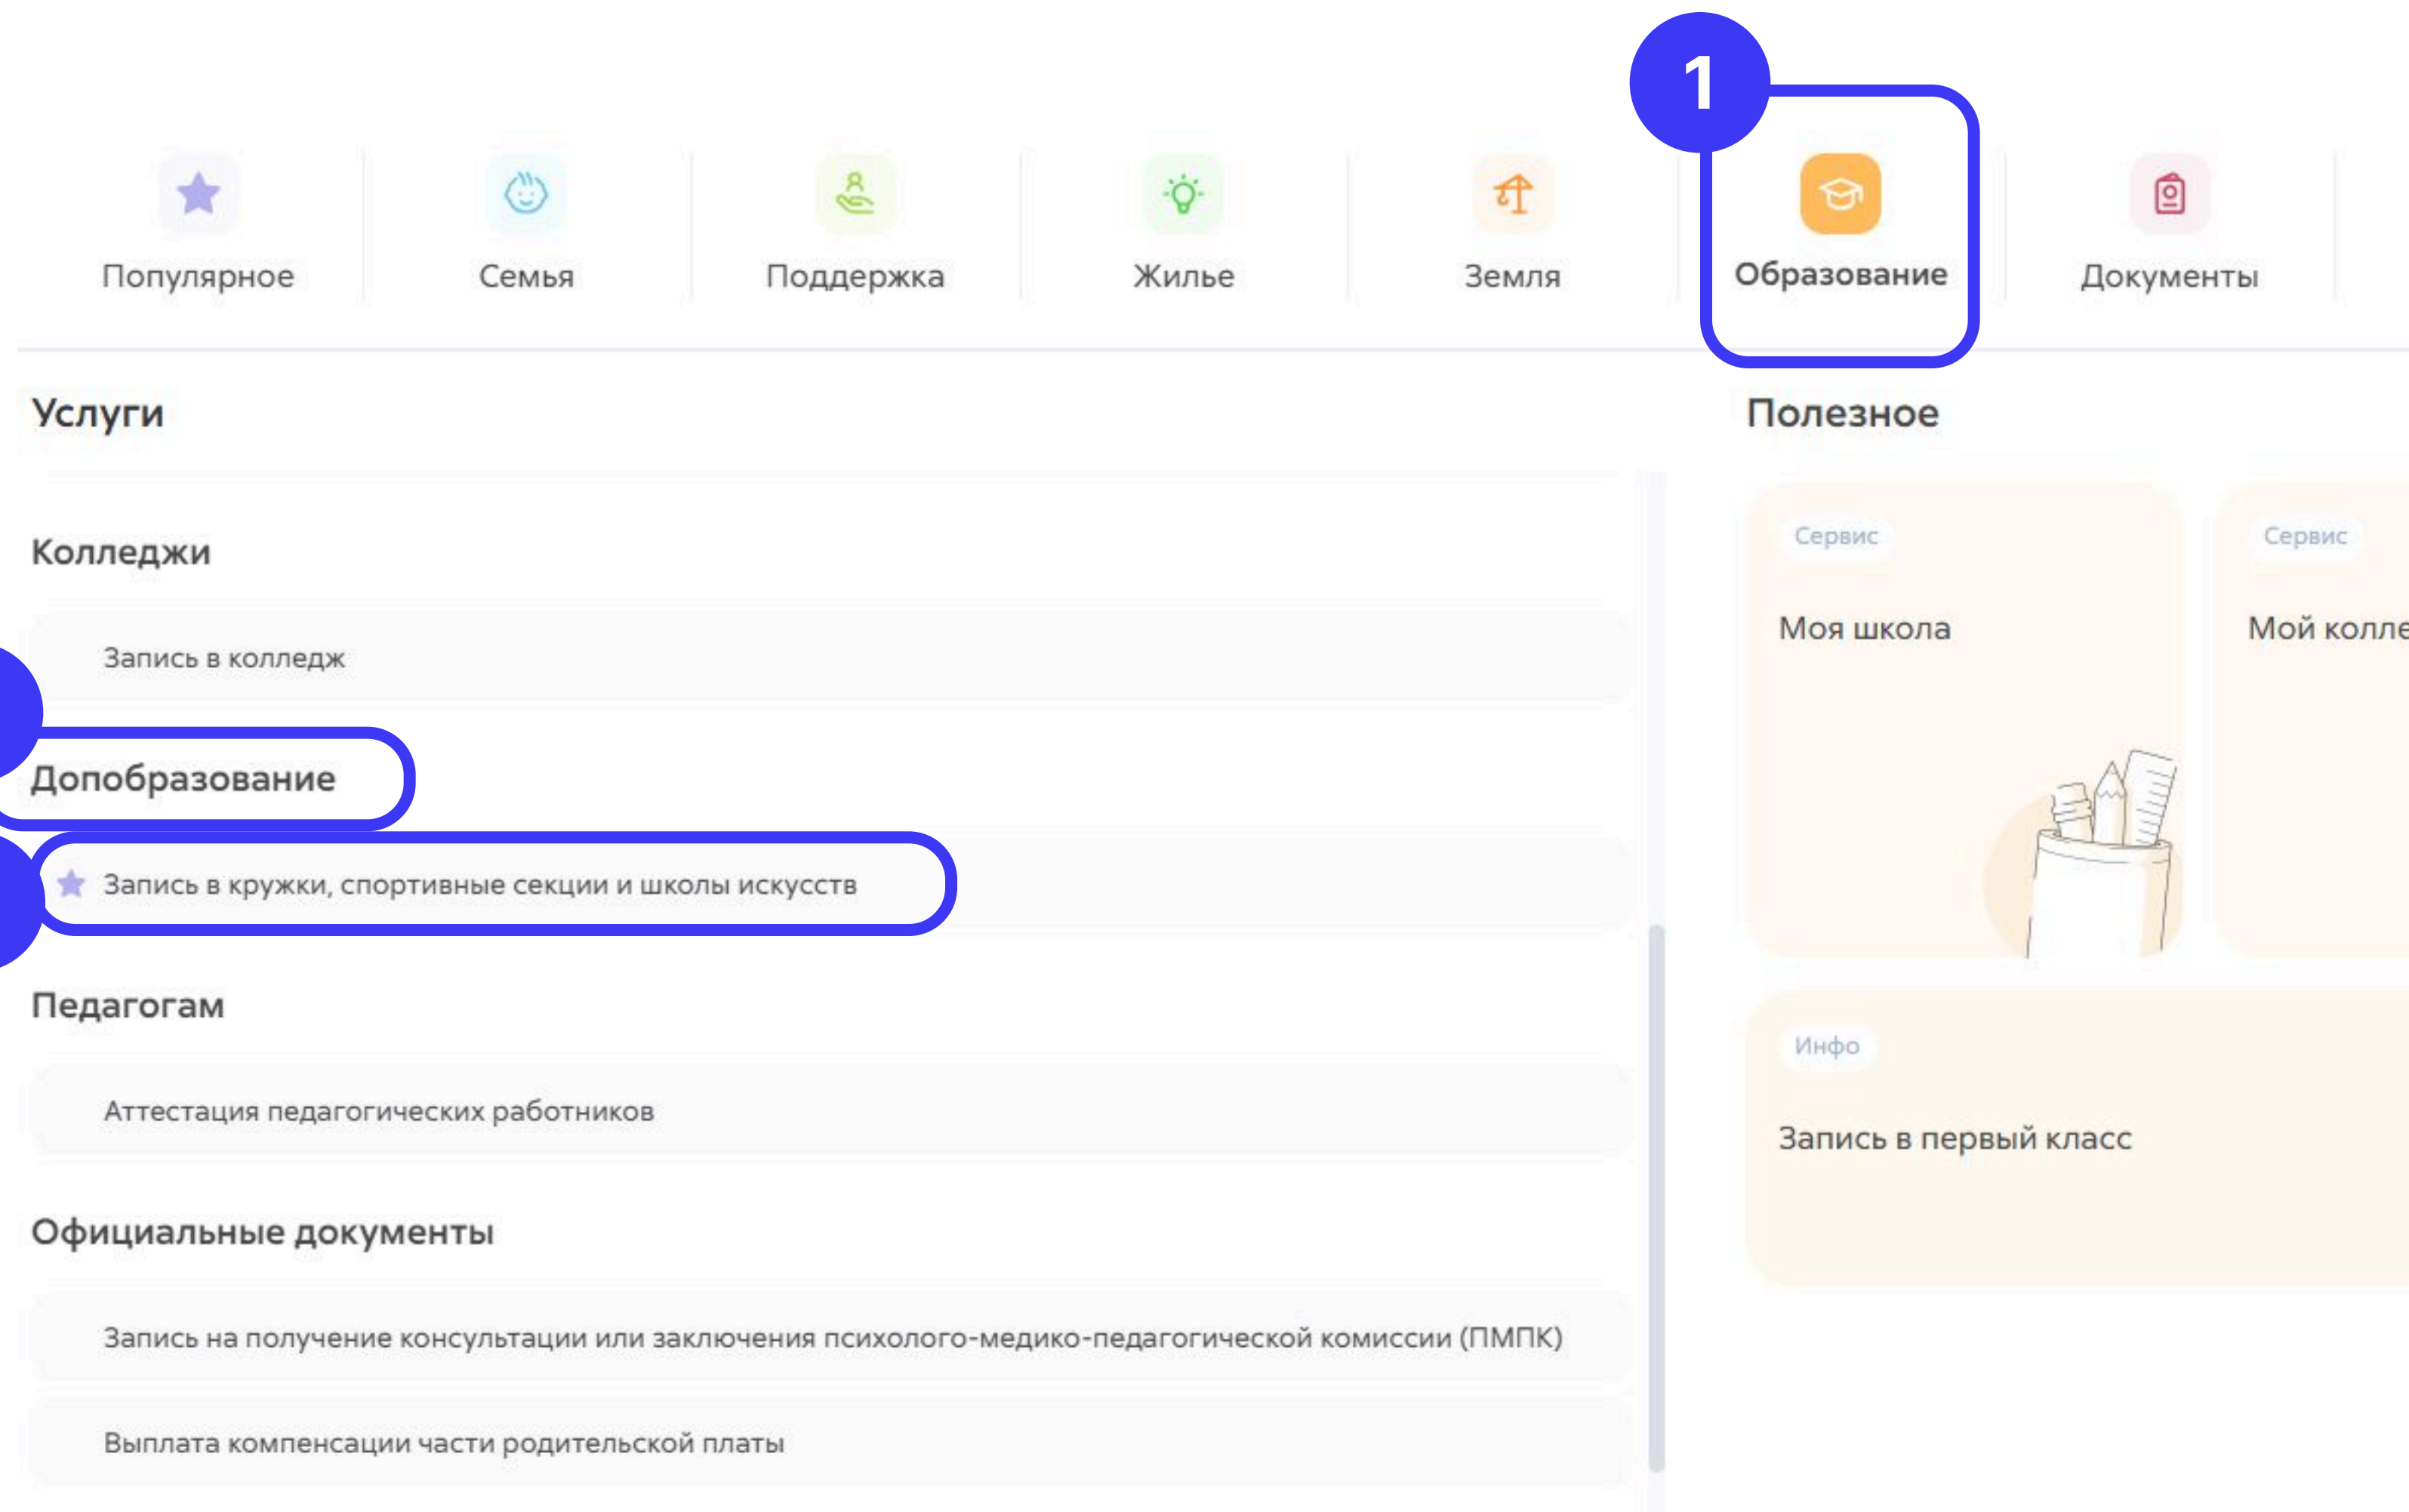 1
Популярное
Семья
Поддержка
Жилье
Земля
Образование
Документы
Услуги
Полезное
Колледжи
Запись в колледж
Допобразование
Запись в кружки, спортивные секции и школы искусств
Педагогам
Аттестация педагогических работников
Официальные документы
Запись на получение консультации или заключения психолого-медико-педагогической комиссии (ПМПК)
Выплата компенсации части родительской платы
Сервис
Моя школа
Сервис
Мой колле
Инфо
Запись в первый класс